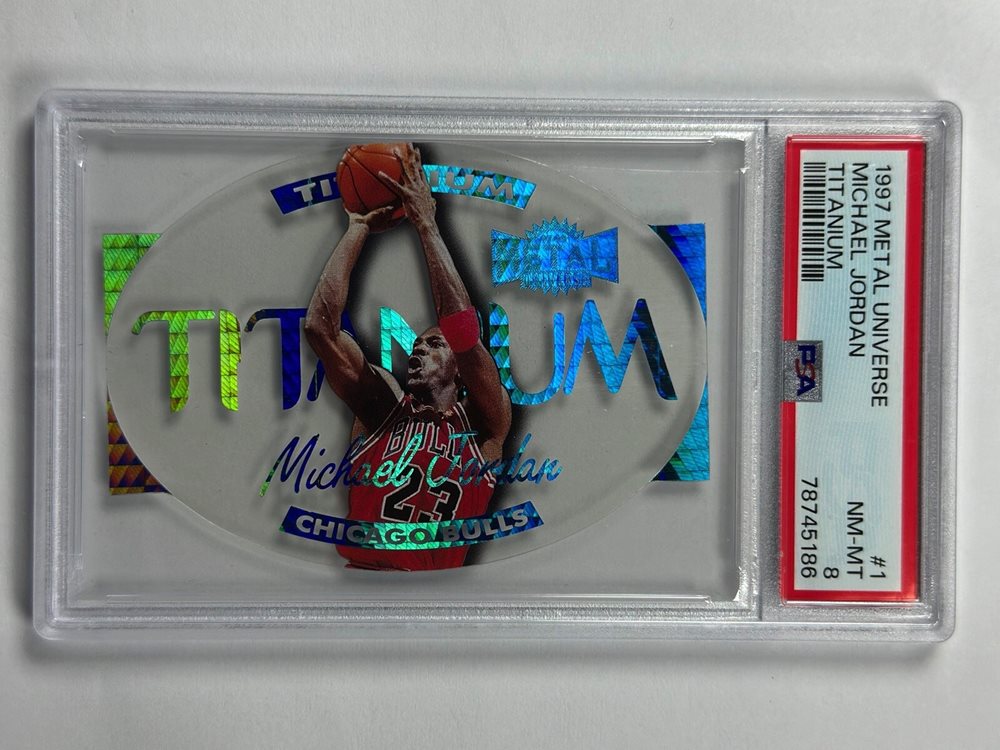 TITANIUM
METAL
TITANIUM
Michael Jordan
BULLS
23
CHICAGO BULLS
1997 METAL UNIVERSE
MICHAEL JORDAN
TITANIUM
#1
NM-MT
8
78745186
PSA